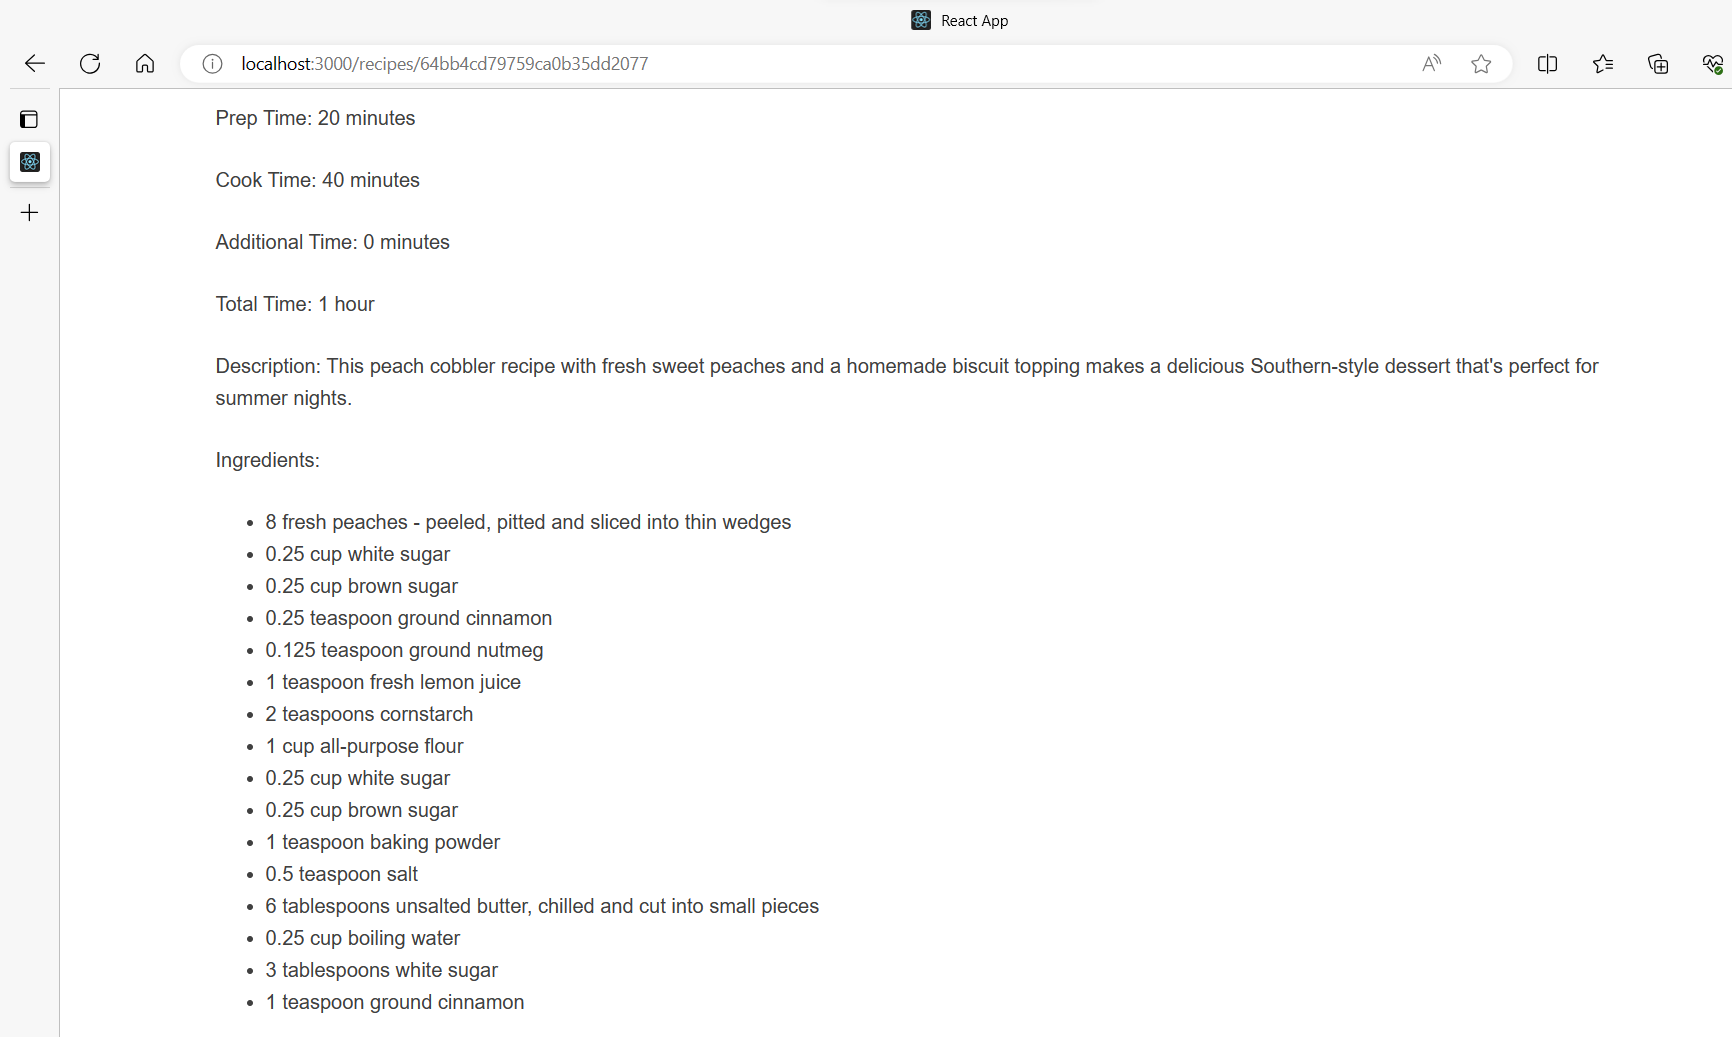 React App
localhost:3000/recipes/64bb4cd79759ca0b35dd2077
Prep Time: 20 minutes
Cook Time: 40 minutes
Additional Time: 0 minutes
Total Time: 1 hour
Description: This peach cobbler recipe with fresh sweet peaches and a homemade biscuit topping makes a delicious Southern-style dessert that's perfect for
summer nights.
Ingredients:
• 8 fresh peaches - peeled, pitted and sliced into thin wedges
• 0.25 cup white sugar
• 0.25 cup brown sugar
• 0.25 teaspoon ground cinnamon
• 0.125 teaspoon ground nutmeg
• 1 teaspoon fresh lemon juice
• 2 teaspoons cornstarch
• 1 cup all-purpose flour
• 0.25 cup white sugar
• 0.25 cup brown sugar
• 1 teaspoon baking powder
• 0.5 teaspoon salt
• 6 tablespoons unsalted butter, chilled and cut into small pieces
• 0.25 cup boiling water
• 3 tablespoons white sugar
• 1 teaspoon ground cinnamon